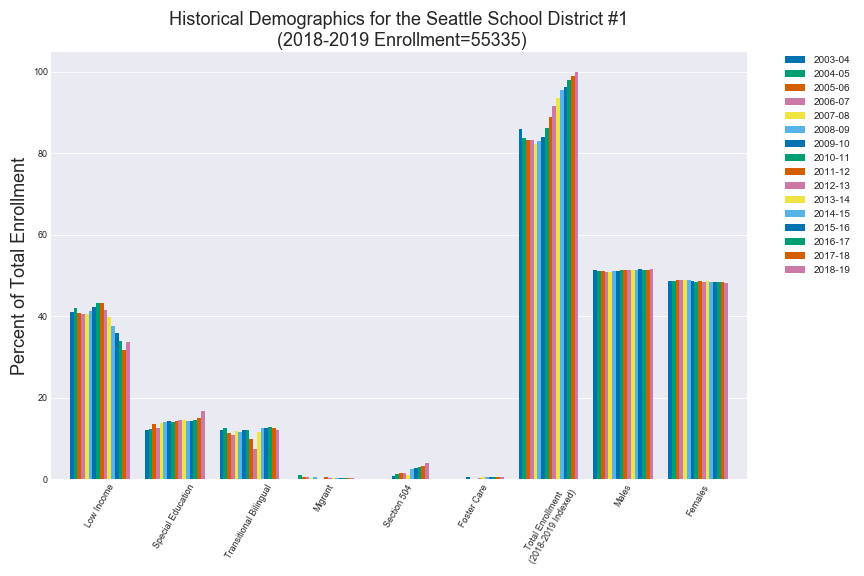 Historical Demographics for the Seattle School District #1
(2018-2019 Enrollment=55335)
Percent of Total Enrollment
100
80
60
40
20
0
Low Income
Special Education
Transitional Bilingual
Migrant
Section 504
Foster Care
Total Enrollment
(2018-2019 Indexed)
Males
Females
2003-04
2004-05
2005-06
2006-07
2007-08
2008-09
2009-10
2010-11
2011-12
2012-13
2013-14
2014-15
2015-16
2016-17
2017-18
2018-19